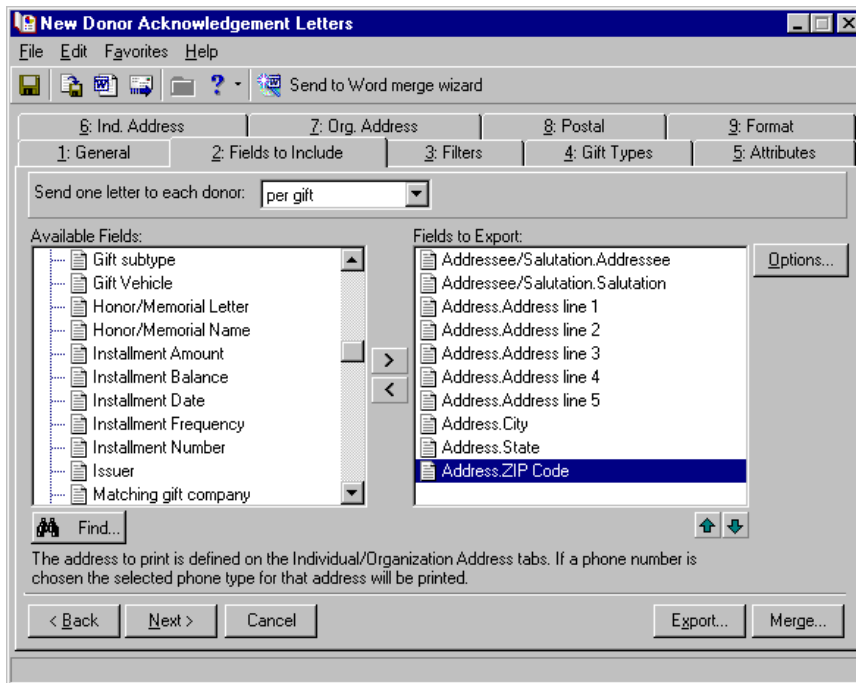 New Donor Acknowledgement Letters
File Edit Favorites Help
Send to Word merge wizard
6: Ind. Address 7: Org. Address 8: Postal 9: Format
1: General 2: Fields to Include 3: Filters 4: Gift Types 5: Attributes
Send one letter to each donor: per gift
Available Fields:
Gift subtype
Gift Vehicle
Honor/Memorial Letter
Honor/Memorial Name
Installment Amount
Installment Balance
Installment Date
Installment Frequency
Installment Number
Issuer
Matching gift company
>
<
Fields to Export:
Addressee/Salutation.Addressee
Addressee/Salutation.Salutation
Address.Address line 1
Address.Address line 2
Address.Address line 3
Address.Address line 4
Address.Address line 5
Address.City
Address.State
Address.ZIP Code
Options...
Find...
The address to print is defined on the Individual/Organization Address tabs. If a phone number is
chosen the selected phone type for that address will be printed.
< Back Next > Cancel Export... Merge...